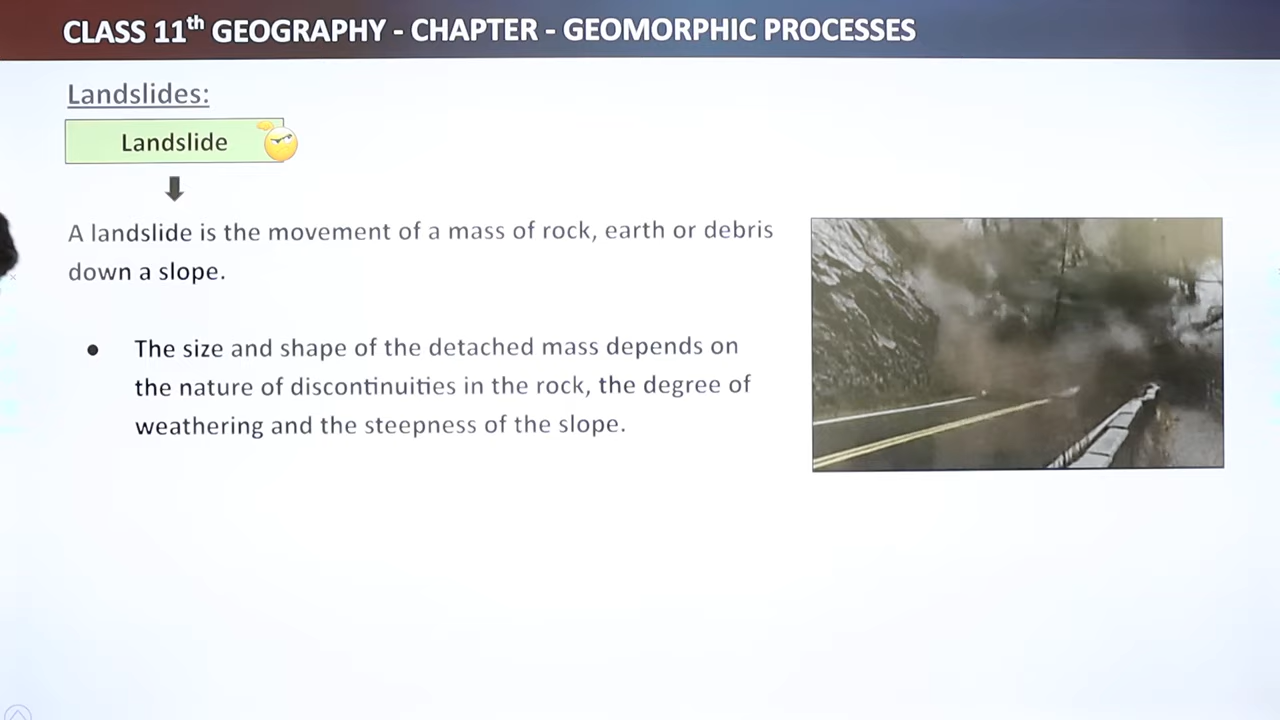 CLASS 11th GEOGRAPHY - CHAPTER - GEOMORPHIC PROCESSES
Landslides:
Landslide
A landslide is the movement of a mass of rock, earth or debris
down a slope.
● The size and shape of the detached mass depends on
the nature of discontinuities in the rock, the degree of
weathering and the steepness of the slope.